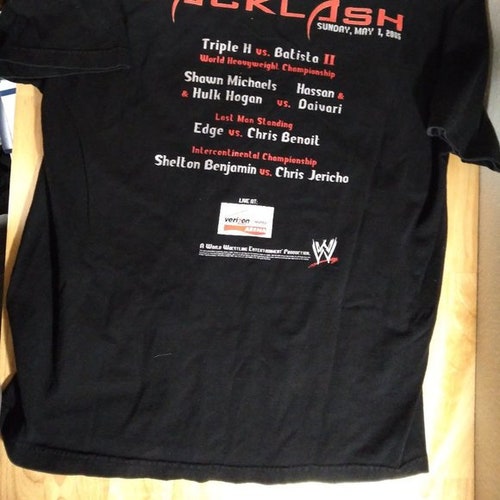 ACKLASH
SUNDAY, MAY 1, 2005
Triple H vs. Batista II
World Heavyweight Championship
Shawn Michaels Hassan &
& Hulk Hogan vs. Daivari
Last Man Standing
Edge vs. Chris Benoit
Intercontinental Championship
Shelton Benjamin vs. Chris Jericho
LIVE AT:
verizon
A World Wrestling Entertainment Production.
W